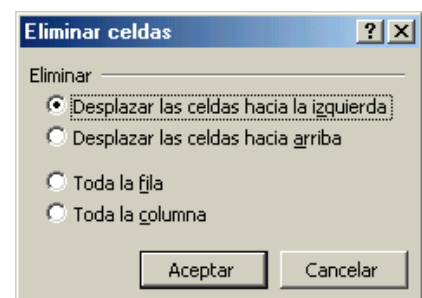 Eliminar celdas
Eliminar
Desplazar las celdas hacia la izquierda
Desplazar las celdas hacia arriba
Toda la fila
Toda la columna
Aceptar Cancelar